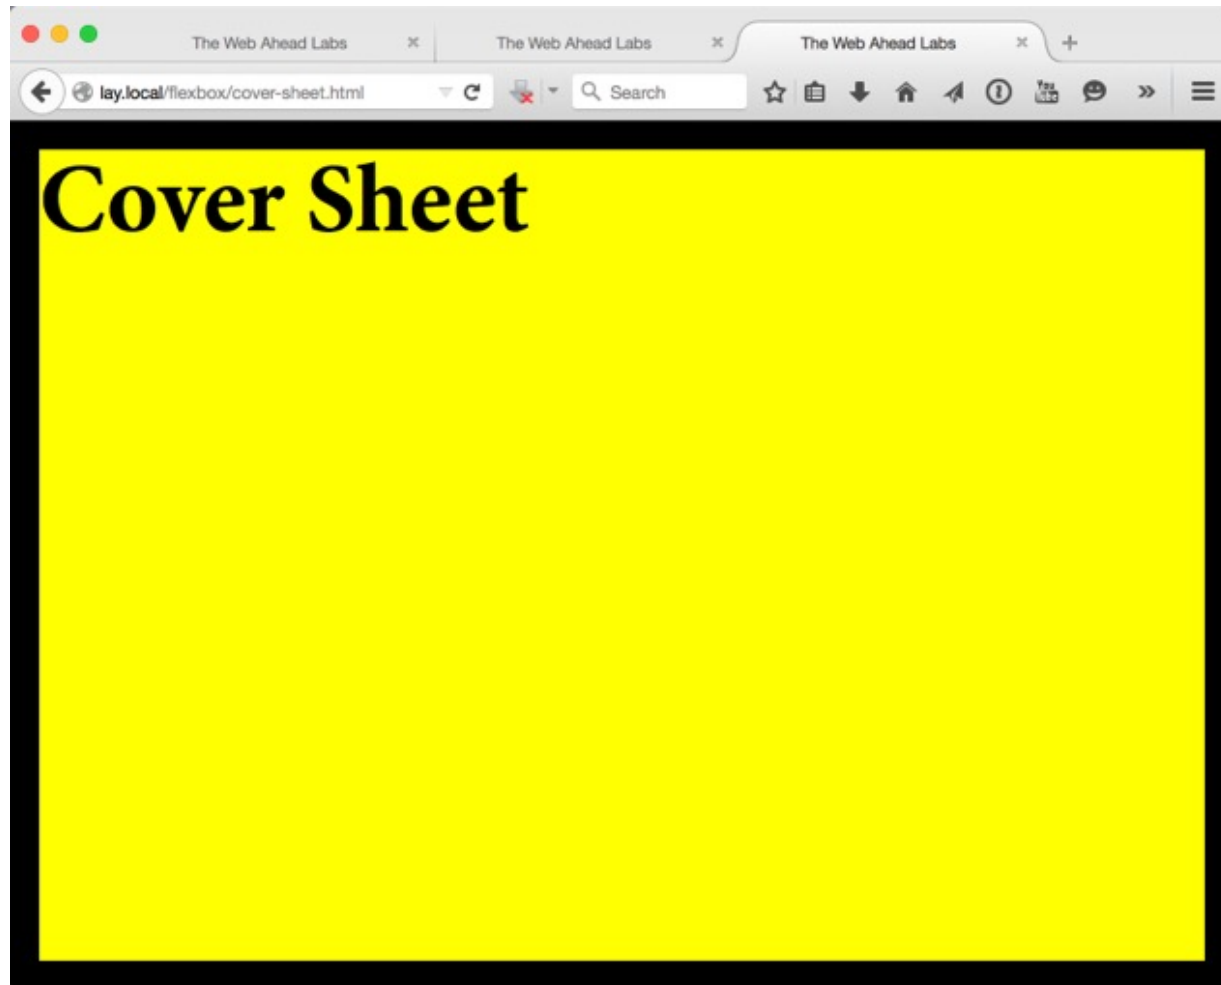 The Web Ahead Labs
The Web Ahead Labs
The Web Ahead Labs
lay.local/flexbox/cover-sheet.html
Search
You
Cover Sheet